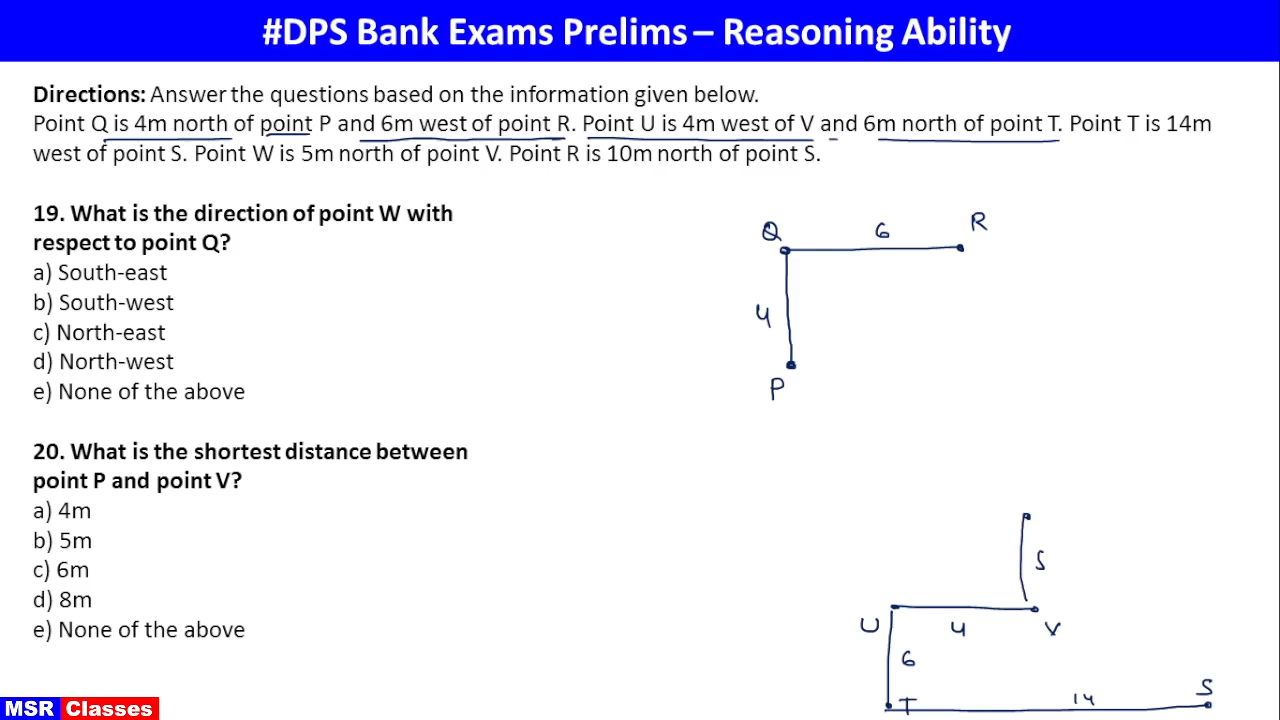 #DPS Bank Exams Prelims – Reasoning Ability
Directions: Answer the questions based on the information given below.
Point Q is 4m north of point P and 6m west of point R. Point U is 4m west of V and 6m north of point T. Point T is 14m
west of point S. Point W is 5m north of point V. Point R is 10m north of point S.
19. What is the direction of point W with
respect to point Q?
a) South-east
b) South-west
c) North-east
d) North-west
e) None of the above
20. What is the shortest distance between
point P and point V?
a) 4m
b) 5m
c) 6m
d) 8m
e) None of the above
Q
6
R
4
P
5
U
4
V
6
T
14
S
MSR Classes